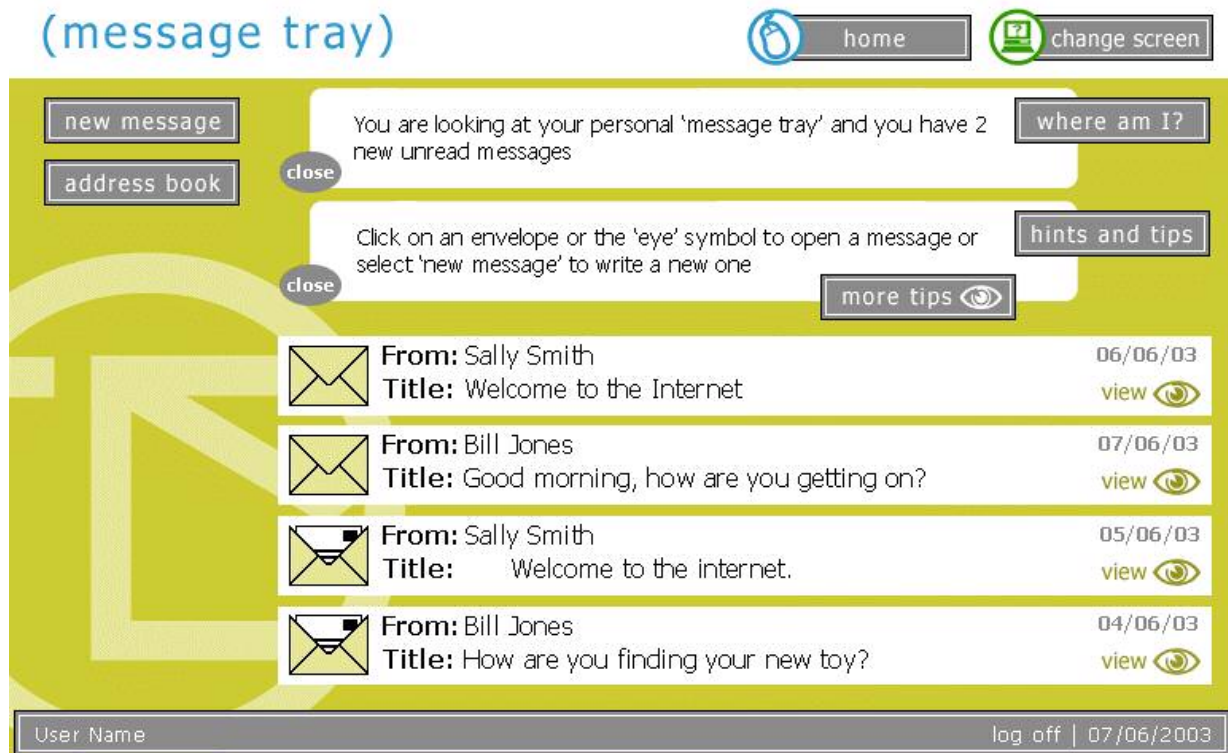 (message tray)
home
change screen
new message
address book
You are looking at your personal 'message tray' and you have 2
new unread messages
close
where am I?
Click on an envelope or the 'eye' symbol to open a message or
select 'new message' to write a new one
close
hints and tips
more tips
From: Sally Smith
06/06/03
Title: Welcome to the Internet
view
From: Bill Jones
07/06/03
Title: Good morning, how are you getting on?
view
From: Sally Smith
05/06/03
Title: Welcome to the internet.
view
From: Bill Jones
04/06/03
Title: How are you finding your new toy?
view
User Name
log off | 07/06/2003